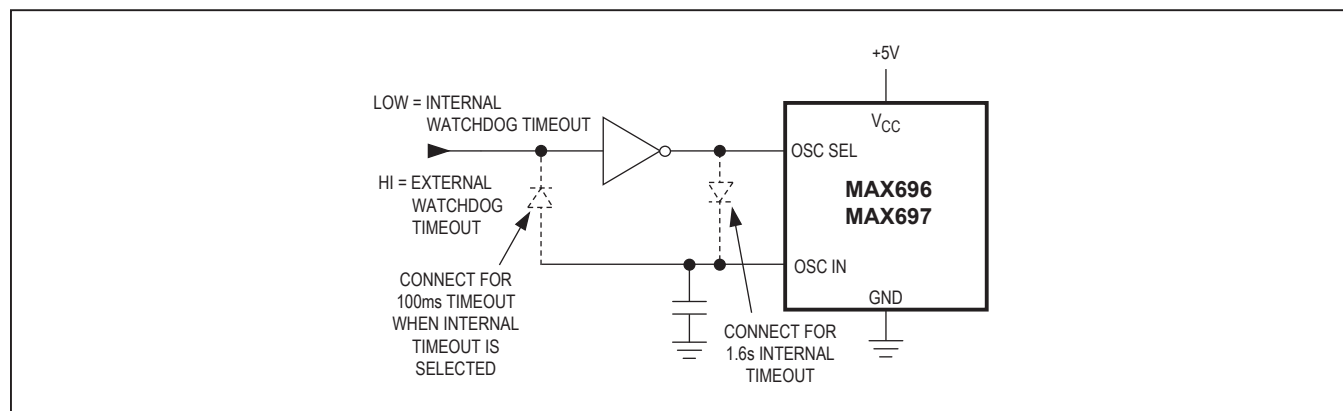 +5V
LOW = INTERNAL
WATCHDOG TIMEOUT
V_CC
OSC SEL
HI = EXTERNAL
WATCHDOG
TIMEOUT
MAX696
MAX697
CONNECT FOR
100ms TIMEOUT
WHEN INTERNAL
TIMEOUT IS
SELECTED
OSC IN
GND
CONNECT FOR
1.6s INTERNAL
TIMEOUT